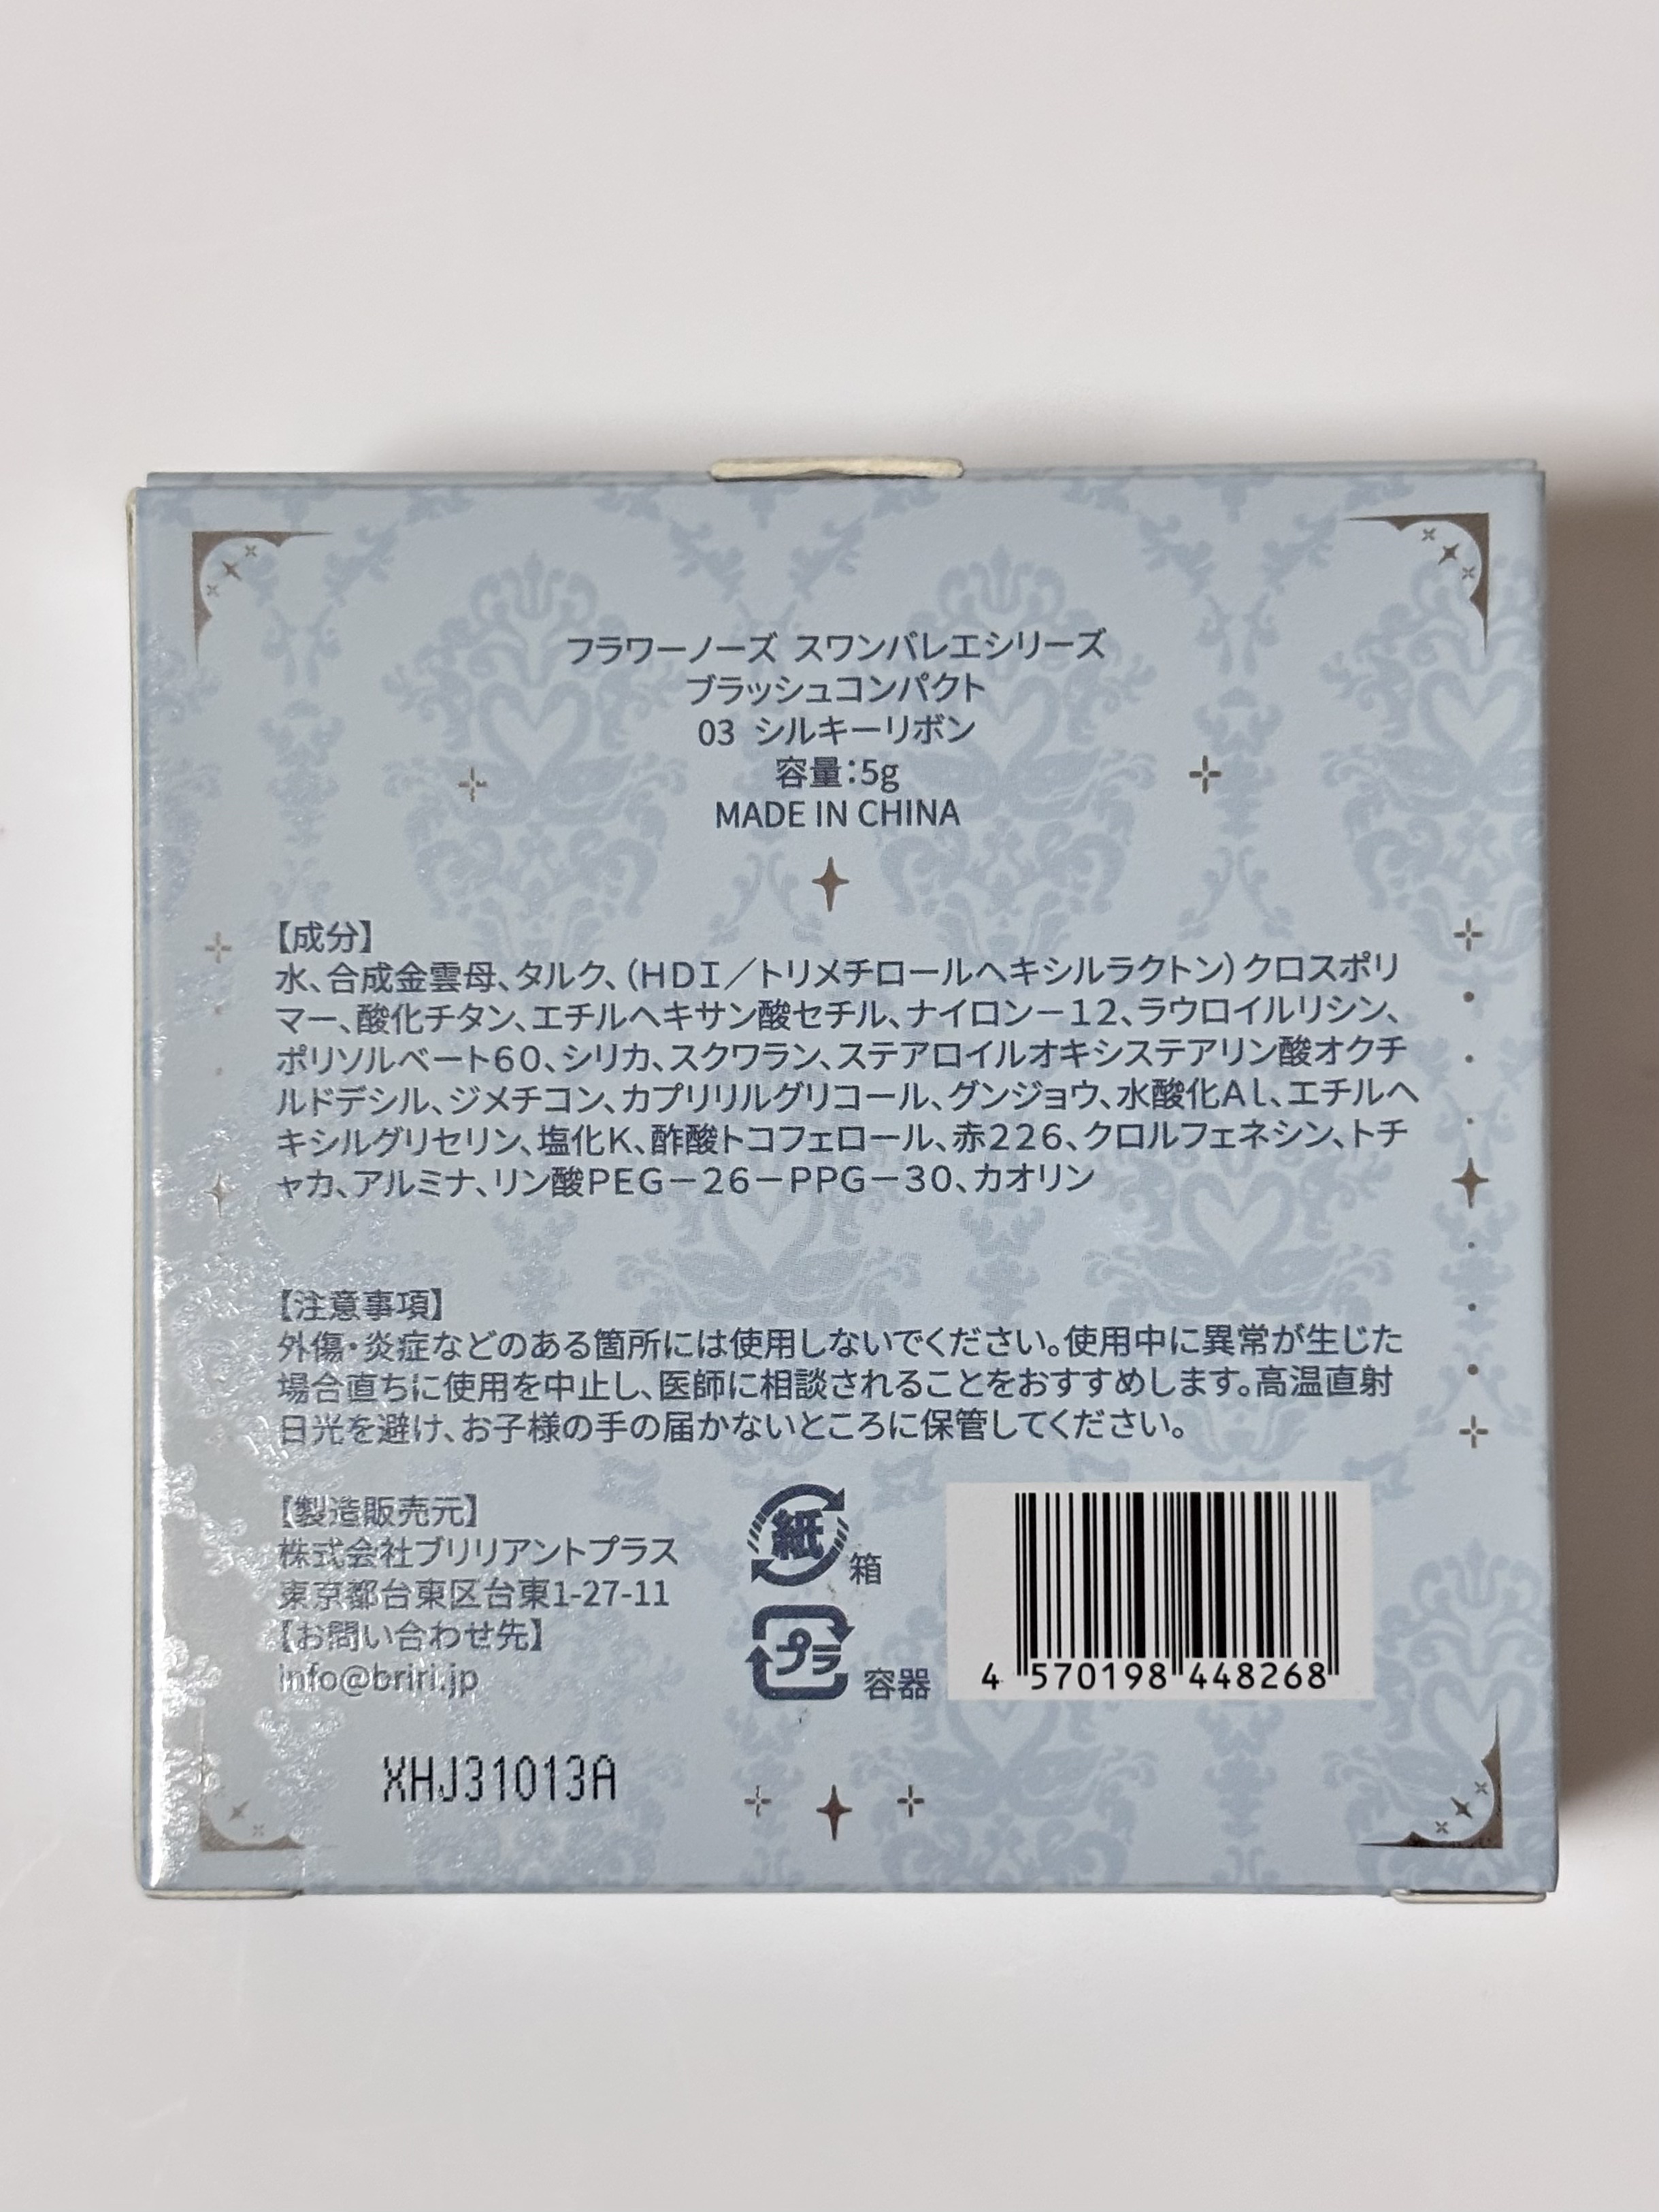 フラワーノーズ スワンバレエシリーズ
ブラッシュコンパクト
03 シルキーリボン
容量:5g
MADE IN CHINA
【成分】
水、合成金雲母、タルク、(HDI/トリメチロールヘキシルラクトン)クロスポリ
マー、酸化チタン、エチルヘキサン酸セチル、ナイロン-12、ラウロイルリシン、
ポリソルベート60、シリカ、スクワラン、ステアロイルオキシステアリン酸オクチ
ルドデシル、ジメチコン、カプリリルグリコール、グンジョウ、水酸化Al、エチルヘ
キシルグリセリン、塩化K、酢酸トコフェロール、赤226、クロルフェネシン、トチ
ャカ、アルミナ、リン酸PEG-26-PPG-30、カオリン
【注意事項】
外傷・炎症などのある箇所には使用しないでください。使用中に異常が生じた
場合直ちに使用を中止し、医師に相談されることをおすすめします。高温直射
日光を避け、お子様の手の届かないところに保管してください。
【製造販売元】
株式会社ブリリアントプラス
東京都台東区台東1-27-11
【お問い合わせ先】
info@briri.jp
紙 箱
プラ 容器
4 570198 448268
XHJ31013A